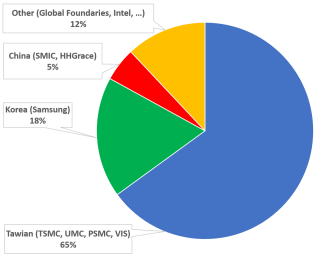 Other (Global Foundaries, Intel, ...)
12%
China (SMIC, HHGrace)
5%
Korea (Samsung)
18%
Tawian (TSMC, UMC, PSMC, VIS)
65%